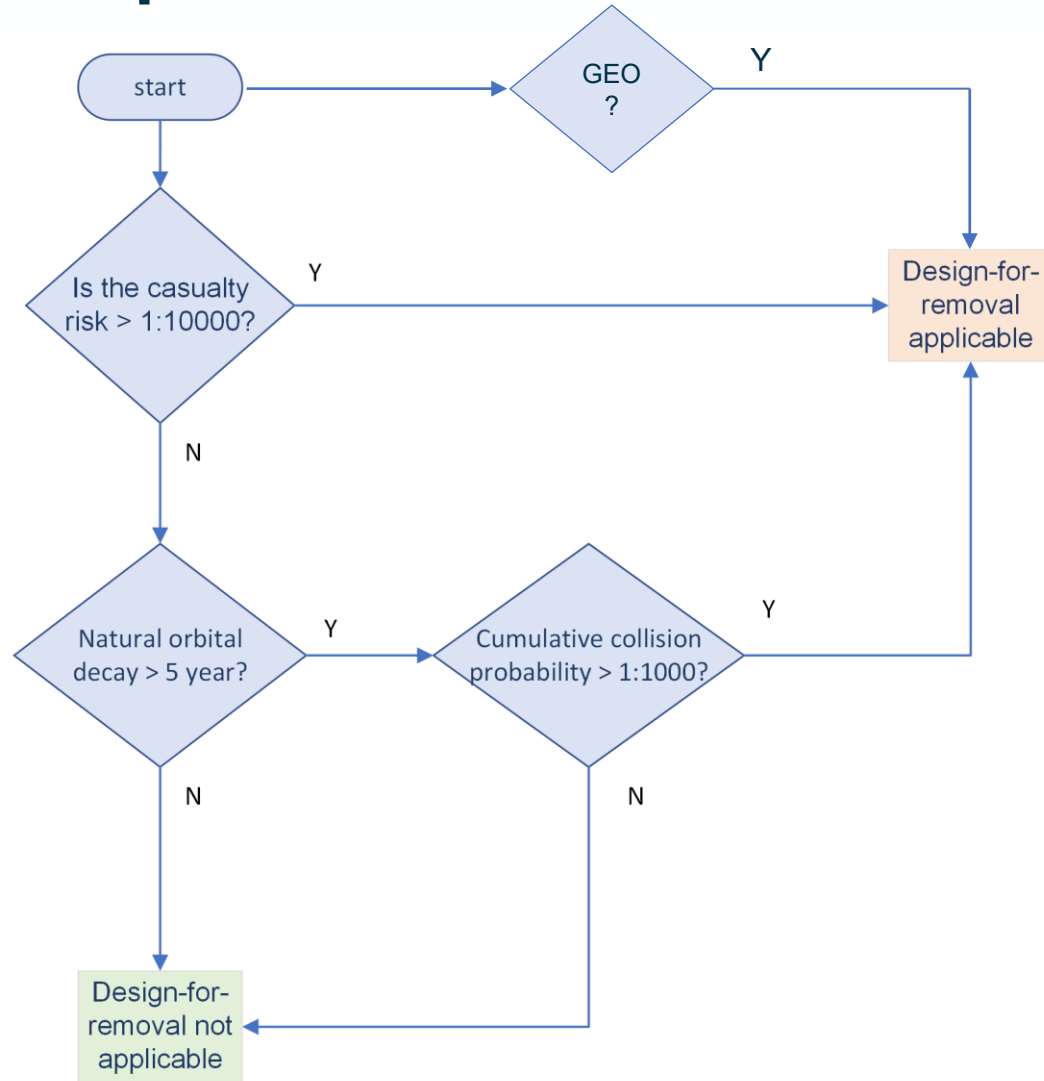 start
GEO
?
Y
Is the casualty
risk > 1:10000?
Y
Design-for-
removal
applicable
N
Natural orbital
decay > 5 year?
Y
Cumulative collision
probability > 1:1000?
Y
N
N
Design-for-
removal not
applicable